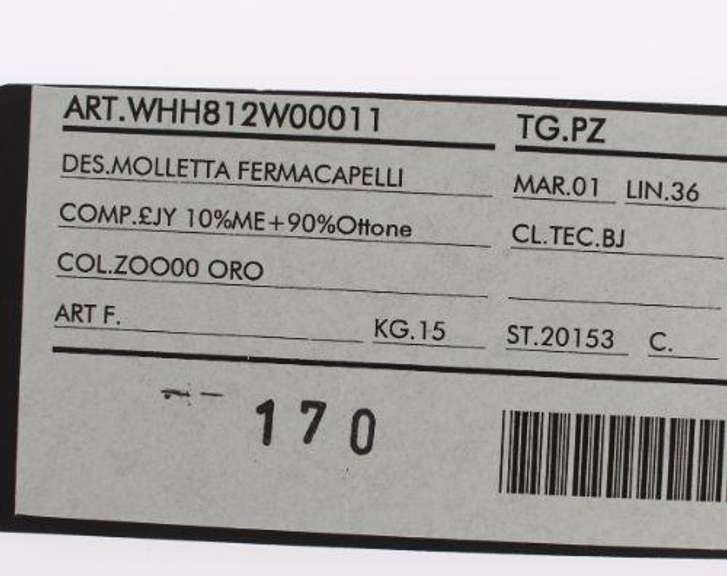 ART.WHH812W00011 TG.PZ
DES.MOLLETTA FERMACAPELLI MAR.01 LIN.36
COMP.£JY 10%ME+90%Ottone CL.TEC.BJ
COL.ZOO00 ORO
ART F. KG.15 ST.20153 C.
170